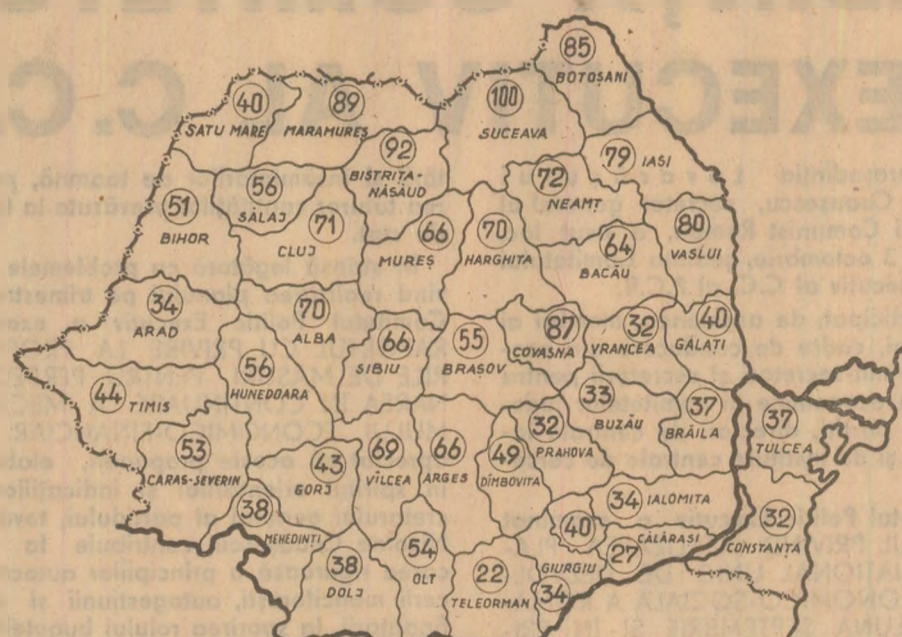 85
BOTOȘANI
40
SATU MARE
89
MARAMUREȘ
100
SUCEAVA
92
BISTRIȚA-
NĂSĂUD
79 IAȘI
72
NEAMȚ
56
SĂLAJ
51
BIHOR
71
CLUJ
66
MUREȘ
70
HARGHITA
64
BACĂU
80
VASLUI
34
ARAD
70
ALBA
66
SIBIU
55
BRAȘOV
87
COVASNA
32
VRANCEA
40
GALAȚI
56
HUNEDOARA
44 TIMIȘ
33
BUZĂU
37
BRĂILA
37
TULCEA
53
CARAȘ-SEVERIN
43
GORJ
69
VÎLCEA
66
ARGEȘ
49
DÎMBOVIȚA
32
PRAHOVA
34 IALOMIȚA
38
MEHEDINȚI
38
DOLJ
54
OLT
22
TELEORMAN
40
GIURGIU
34
CĂLĂRAȘI
27
32
CONSTANȚA